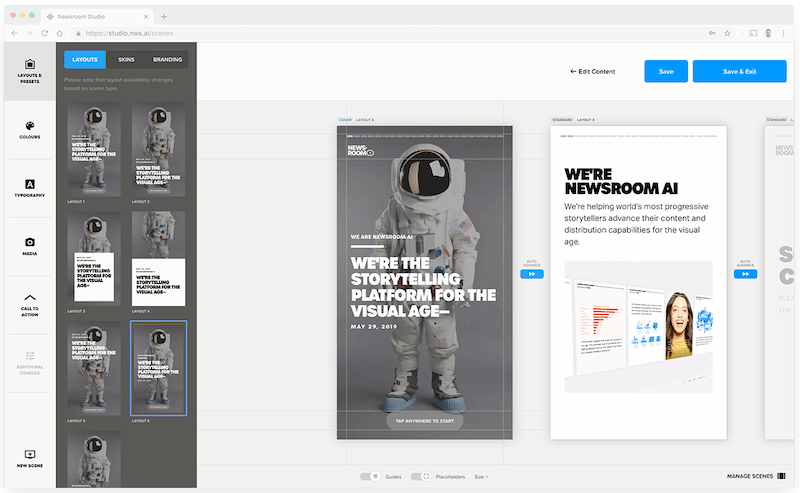 Newsroom Studio
https://studio.nws.ai/scenes
LAYOUTS &
PRESETS
COLOURS
TYPOGRAPHY
MEDIA
CALL TO
ACTION
ADDITIONAL
CONFIGS
NEW SCENE
LAYOUTS
SKINS
BRANDING
Please note that layout availability changes
based on scene type.
WE'RE THE
STORYTELLING
PLATFORM FOR THE
VISUAL AGE—
LAYOUT 1
WE'RE THE
STORYTELLING
PLATFORM FOR THE
VISUAL AGE—
LAYOUT 2
WE'RE THE
STORYTELLING
PLATFORM FOR THE
VISUAL AGE—
LAYOUT 3
WE'RE THE
STORYTELLING
PLATFORM FOR THE
VISUAL AGE—
LAYOUT 4
WE'RE THE
STORYTELLING
PLATFORM FOR THE
VISUAL AGE—
LAYOUT 5
WE'RE THE
STORYTELLING
PLATFORM FOR THE
VISUAL AGE—
LAYOUT 6
← Edit Content
Save
Save & Exit
COVER LAYOUT 6
NEWS-
ROOM
WE ARE NEWSROOM AI
WE'RE THE
STORYTELLING
PLATFORM FOR THE
VISUAL AGE—
MAY 29, 2019
TAP ANYWHERE TO START
AUTO
ADVANCE
STANDARD LAYOUT 4
WE'RE
NEWSROOM AI
We're helping world's most progressive
storytellers advance their content and
distribution capabilities for the visual
age.
AUTO
ADVANCE
STANDARD
NEWS-
ROOM
Guides
Placeholders
Size
MANAGE SCENES